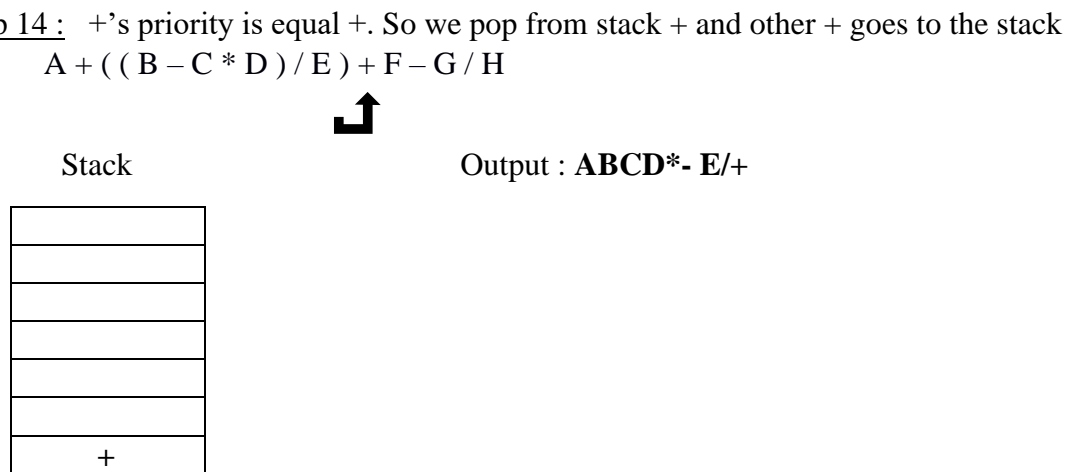 14 : +’s priority is equal +. So we pop from stack + and other + goes to the stack
A + ( ( B – C * D ) / E ) + F – G / H
Stack Output : ABCD*- E/+
+